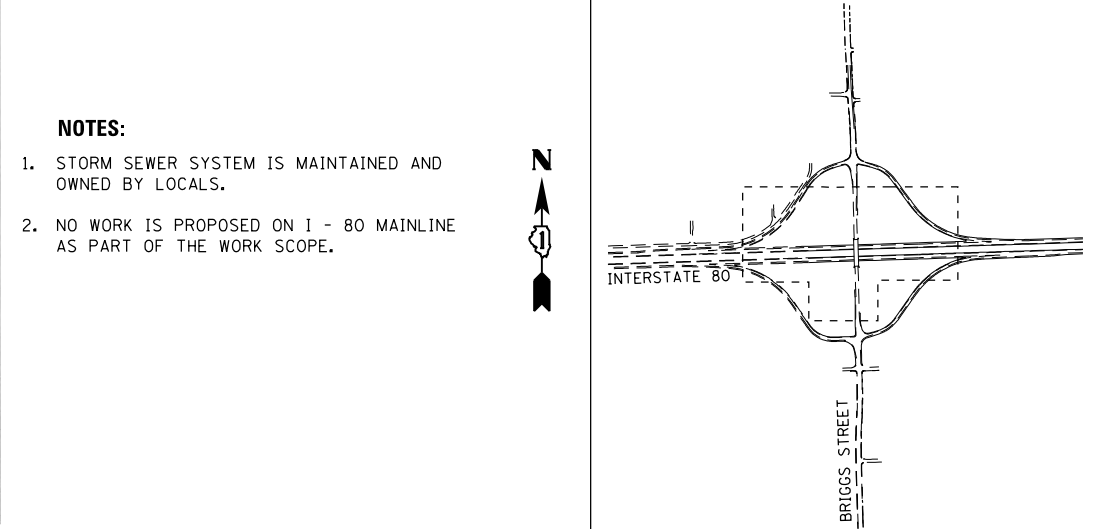 NOTES:
1. STORM SEWER SYSTEM IS MAINTAINED AND
OWNED BY LOCALS.
2. NO WORK IS PROPOSED ON I - 80 MAINLINE
AS PART OF THE WORK SCOPE.
N
1
INTERSTATE 80
BRIGGS STREET